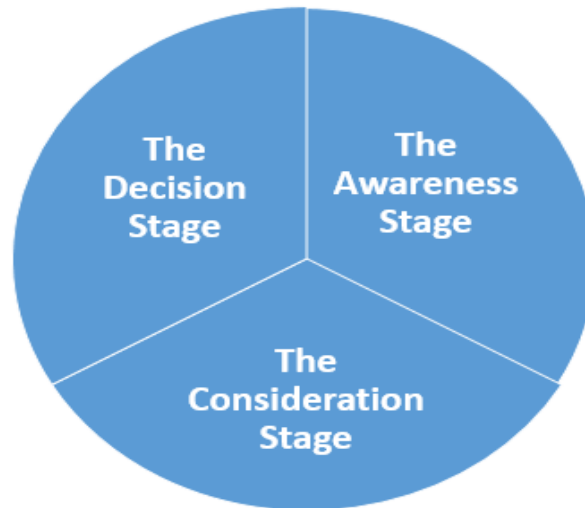 The
Decision
Stage
The
Awareness
Stage
The
Consideration
Stage